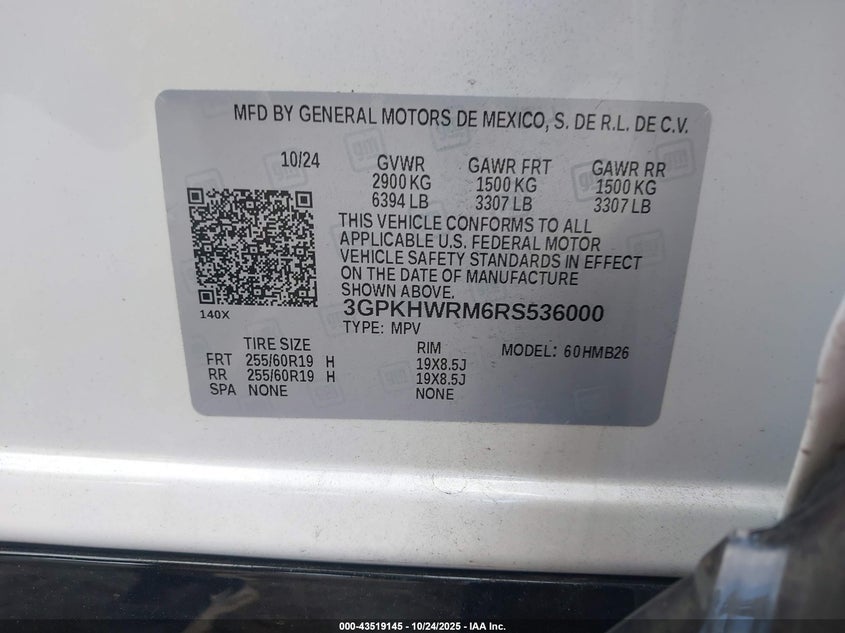 MFD BY GENERAL MOTORS DE MEXICO, S. DE R.L. DE C.V.
10/24 GVWR GAWR FRT GAWR RR
2900 KG 1500 KG 1500 KG
6394 LB 3307 LB 3307 LB
THIS VEHICLE CONFORMS TO ALL
APPLICABLE U.S. FEDERAL MOTOR
VEHICLE SAFETY STANDARDS IN EFFECT
ON THE DATE OF MANUFACTURE
SHOWN ABOVE.
3GPKHWRM6RS536000
140X
TYPE: MPV
TIRE SIZE RIM MODEL: 60HMB26
FRT 255/60R19 H 19X8.5J
RR 255/60R19 H 19X8.5J
SPA NONE NONE
000-43519145 - 10/24/2025 - IAA Inc.